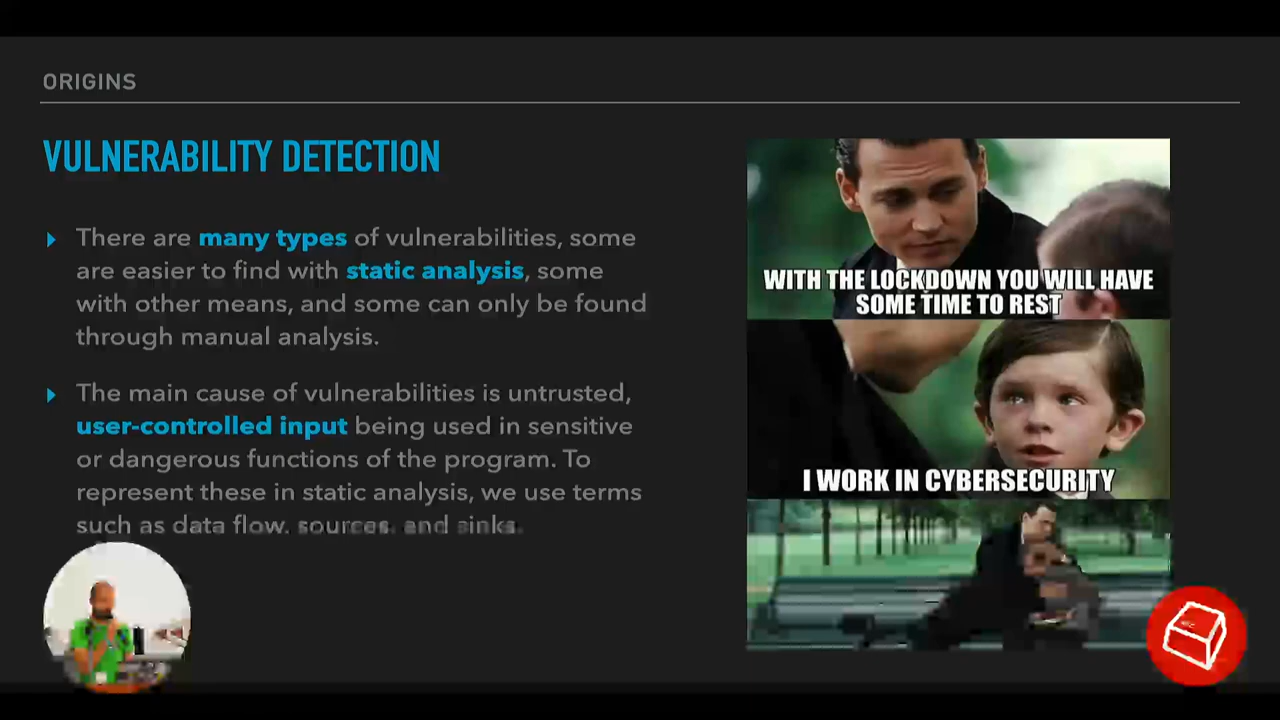 ORIGINS
VULNERABILITY DETECTION
There are many types of vulnerabilities, some
are easier to find with static analysis, some
with other means, and some can only be found
through manual analysis.
The main cause of vulnerabilities is untrusted,
user-controlled input being used in sensitive
or dangerous functions of the program. To
represent these in static analysis, we use terms
such as data flow, sources, and sinks.
WITH THE LOCKDOWN YOU WILL HAVE
SOME TIME TO REST
I WORK IN CYBERSECURITY